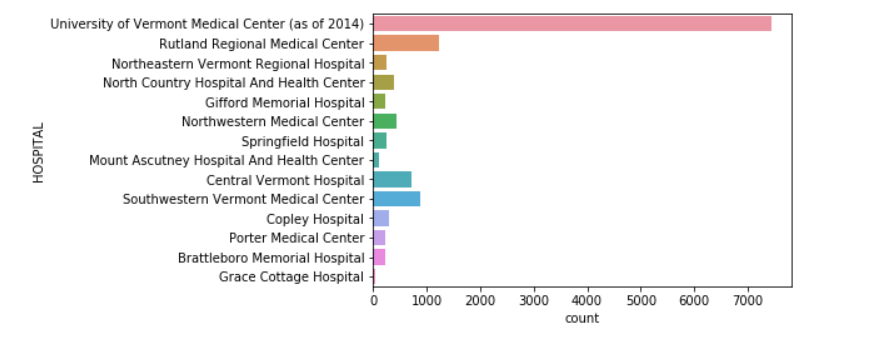 University of Vermont Medical Center (as of 2014)
Rutland Regional Medical Center
Northeastern Vermont Regional Hospital
North Country Hospital And Health Center
Gifford Memorial Hospital
Northwestern Medical Center
Springfield Hospital
Mount Ascutney Hospital And Health Center
Central Vermont Hospital
Southwestern Vermont Medical Center
Copley Hospital
Porter Medical Center
Brattleboro Memorial Hospital
Grace Cottage Hospital
HOSPITAL
0 1000 2000 3000 4000 5000 6000 7000
count